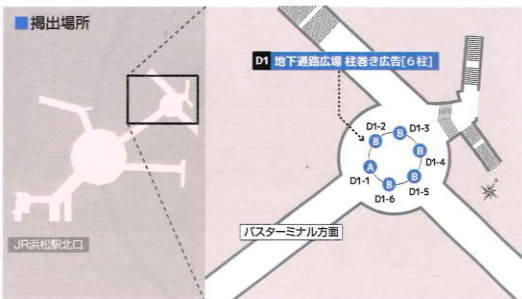 ■掲出場所
D1 地下通路広場 柱巻き広告[6柱]
D1-2
D1-3
B
B
B
D1-4
A
D1-1
B
B
D1-5
D1-6
バスターミナル方面
JR浜松駅北口